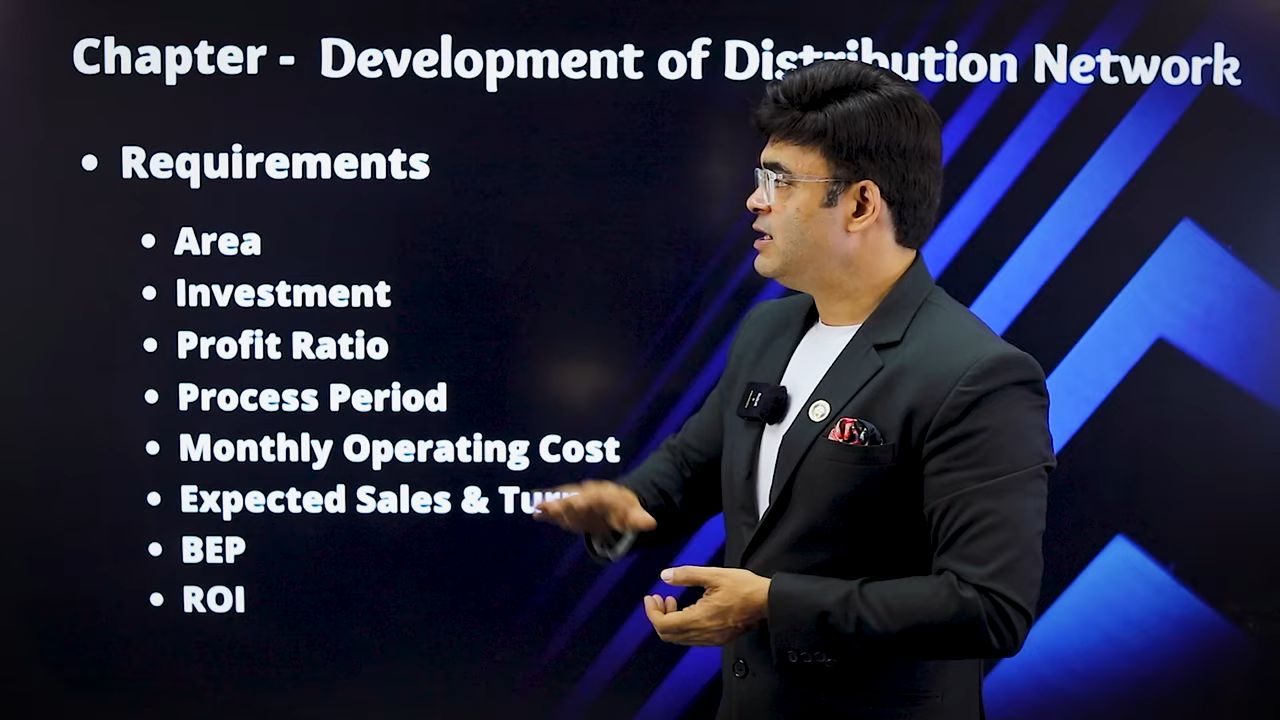 Chapter - Development of Distribution Network
• Requirements
• Area
• Investment
• Profit Ratio
• Process Period
• Monthly Operating Cost
• Expected Sales &
• BEP
• ROI